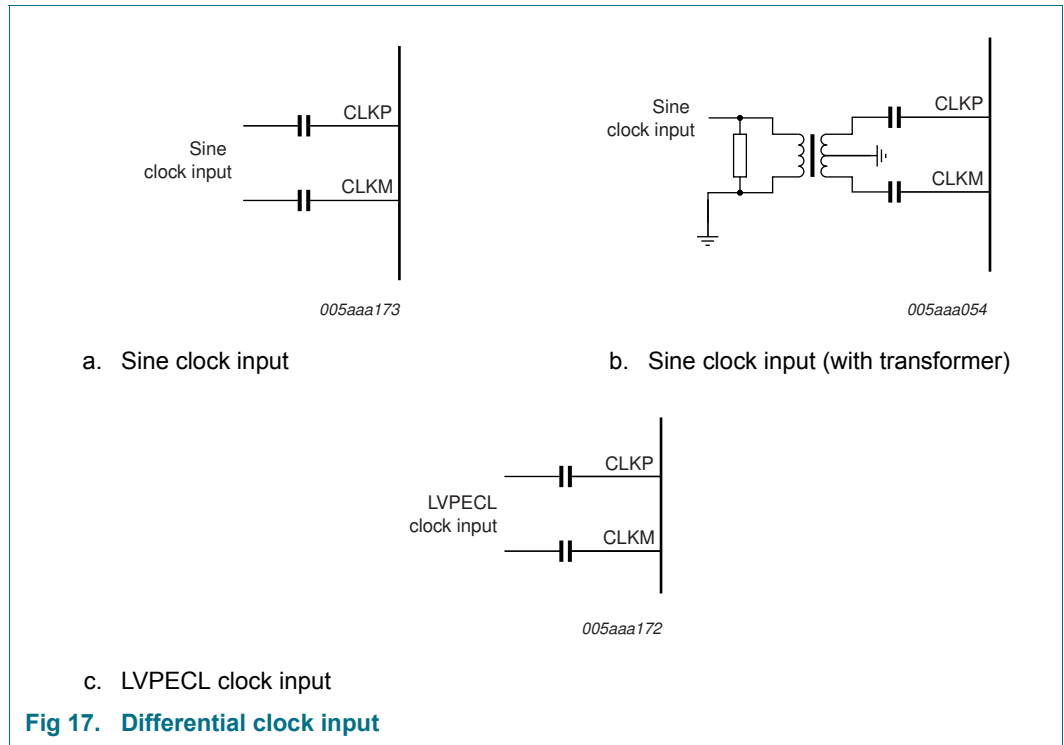 Sine
clock input
CLKP
CLKM
005aaa173
a. Sine clock input
Sine
clock input
CLKP
CLKM
005aaa054
b. Sine clock input (with transformer)
LVPECL
clock input
CLKP
CLKM
005aaa172
c. LVPECL clock input
Fig 17. Differential clock input